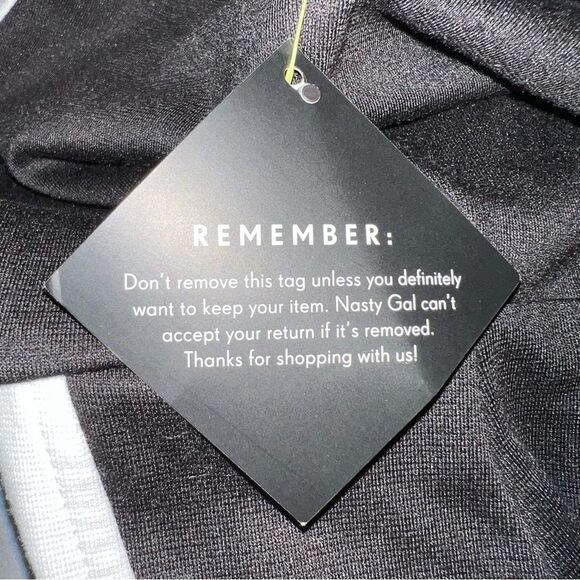 REMEMBER:
Don't remove this tag unless you definitely
want to keep your item. Nasty Gal can't
accept your return if it's removed.
Thanks for shopping with us!